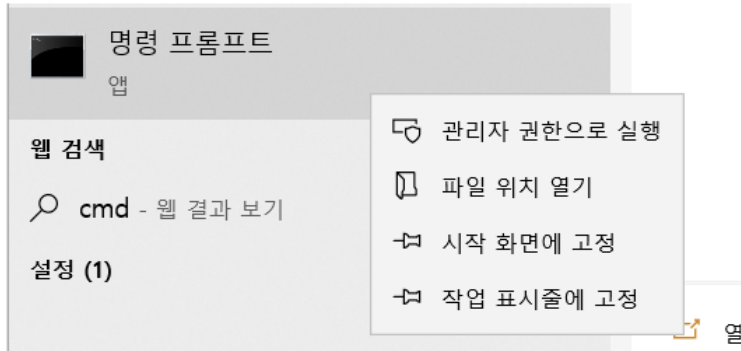 명령 프롬프트
앱
관리자 권한으로 실행
웹 검색
파일 위치 열기
cmd - 웹 결과 보기
시작 화면에 고정
설정 (1)
작업 표시줄에 고정